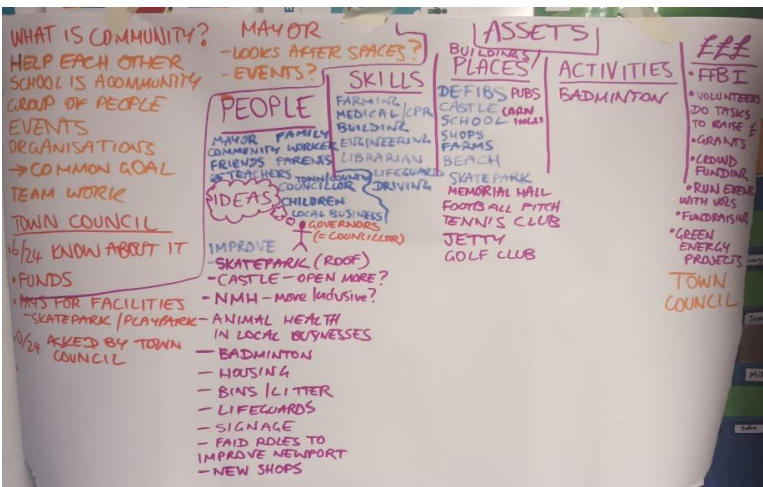 WHAT IS COMMUNITY?
HELP EACH OTHER
SCHOOL IS A COMMUNITY
GROUP OF PEOPLE
EVENTS
ORGANISATIONS
→ COMMON GOAL
TEAM WORK
TOWN COUNCIL
• 6/24 KNOW ABOUT IT
• FUNDS
• PAYS FOR FACILITIES
- SKATEPARK / PLAYPARK
• 0/24 ASKED BY TOWN
COUNCIL
MAYOR
- LOOKS AFTER SPACES?
- EVENTS?
ASSETS
PEOPLE
MAYOR FAMILY
COMMUNITY WORKER
FRIENDS PARENTS
TEACHERS TOWN/COUNTY
COUNCILLOR
CHILDREN
LOCAL BUSINESS
GOVERNORS
(= COUNCILLOR)
SKILLS
FARMING
MEDICAL / CPR
BUILDING
ENGINEERING
LIBRARIAN
LIFEGUARD
DRIVING
BUILDINGS /
PLACES
DEFIBS PUBS
CASTLE CARN
SCHOOL INGLI
SHOPS
FARMS
BEACH
SKATEPARK
MEMORIAL HALL
FOOTBALL PITCH
TENNIS CLUB
JETTY
GOLF CLUB
ACTIVITIES
BADMINTON
£££
• FFBI
• VOLUNTEERS
DO TASKS
TO RAISE £
• GRANTS
• CROWD
FUNDING
• RUN EVENTS
WITH VOLS
• FUNDRAISING
• GREEN
ENERGY
PROJECTS
TOWN
COUNCIL
IDEAS
IMPROVE
- SKATEPARK (ROOF)
- CASTLE - OPEN MORE?
- NMH - More Inclusive?
- ANIMAL HEALTH
IN LOCAL BUSINESSES
- BADMINTON
- HOUSING
- BINS / LITTER
- LIFEGUARDS
- SIGNAGE
- PAID ROLES TO
IMPROVE NEWPORT
- NEW SHOPS